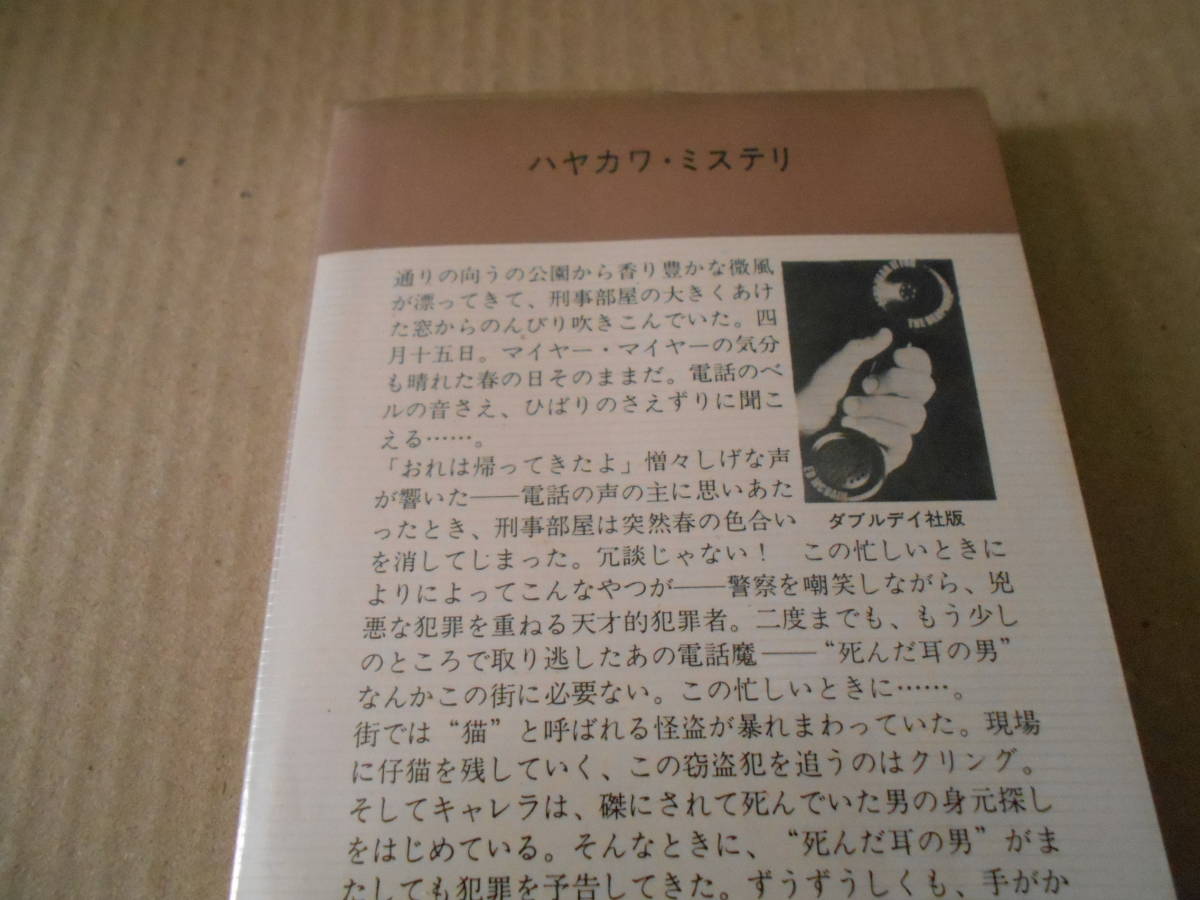 ハヤカワ・ミステリ
通りの向うの公園から香り豊かな微風
が漂ってきて、刑事部屋の大きくあけ
た窓からのんびり吹きこんでいた。四
月十五日。マイヤー・マイヤーの気分
も晴れた春の日そのままだ。電話のベ
ルの音さえ、ひばりのさえずりに聞こ
える……。
「おれは帰ってきたよ」憎々しげな声
が響いた――電話の声の主に思いあた
ったとき、刑事部屋は突然春の色合い
を消してしまった。冗談じゃない！　この忙しいときに
よりによってこんなやつが――警察を嘲笑しながら、兇
悪な犯罪を重ねる天才的犯罪者。二度までも、もう少し
のところで取り逃したあの電話魔――“死んだ耳の男”
なんかこの街に必要ない。この忙しいときに……。
街では“猫”と呼ばれる怪盗が暴れまわっていた。現場
に仔猫を残していく、この窃盗犯を追うのはクリング。
そしてキャレラは、磔にされて死んでいた男の身元探し
をはじめている。そんなときに、“死んだ耳の男”がま
たしても犯罪を予告してきた。ずうずうしくも、手がか
ED McBAIN
ダブルデイ社版